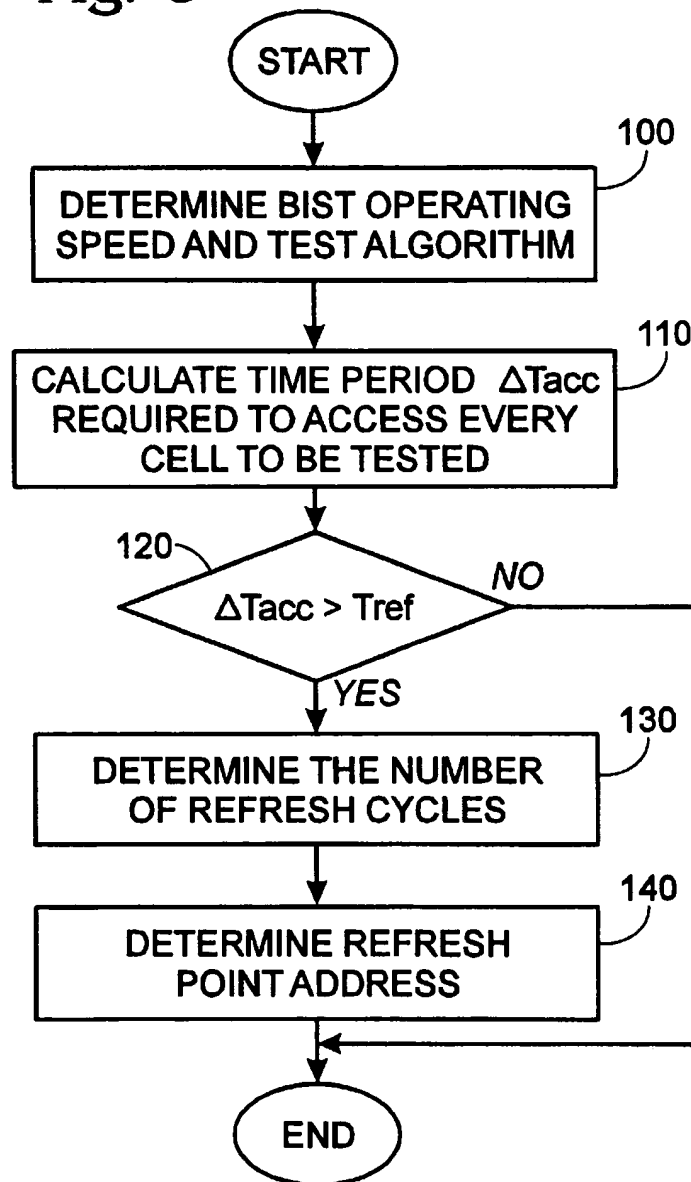 START
100
DETERMINE BIST OPERATING
SPEED AND TEST ALGORITHM
110
CALCULATE TIME PERIOD ΔTacc
REQUIRED TO ACCESS EVERY
CELL TO BE TESTED
120
NO
ΔTacc > Tref
YES
130
DETERMINE THE NUMBER
OF REFRESH CYCLES
140
DETERMINE REFRESH
POINT ADDRESS
END